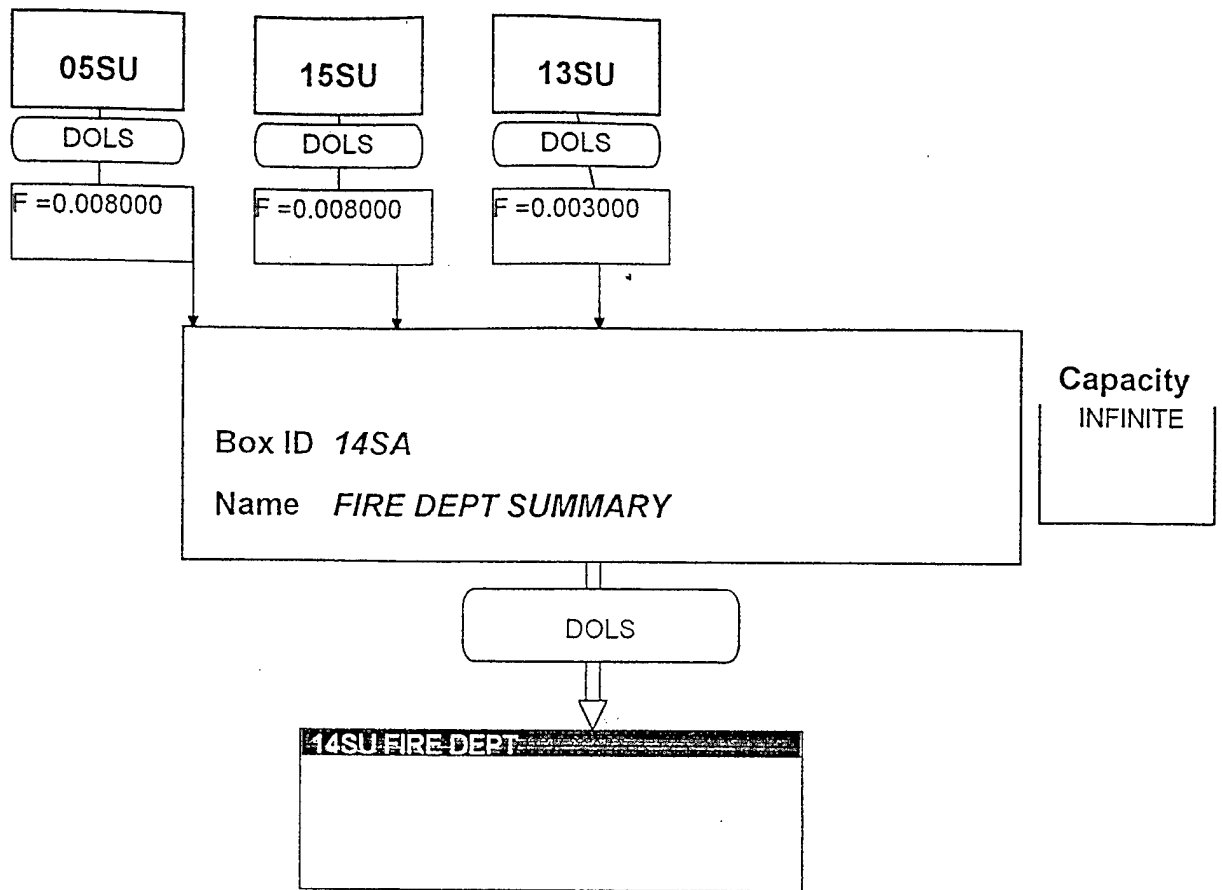 05SU
15SU
13SU
DOLS
DOLS
DOLS
F =0.008000
F =0.008000
F =0.003000
Capacity
INFINITE
Box ID 14SA
Name FIRE DEPT SUMMARY
DOLS
14SU FIRE DEPT